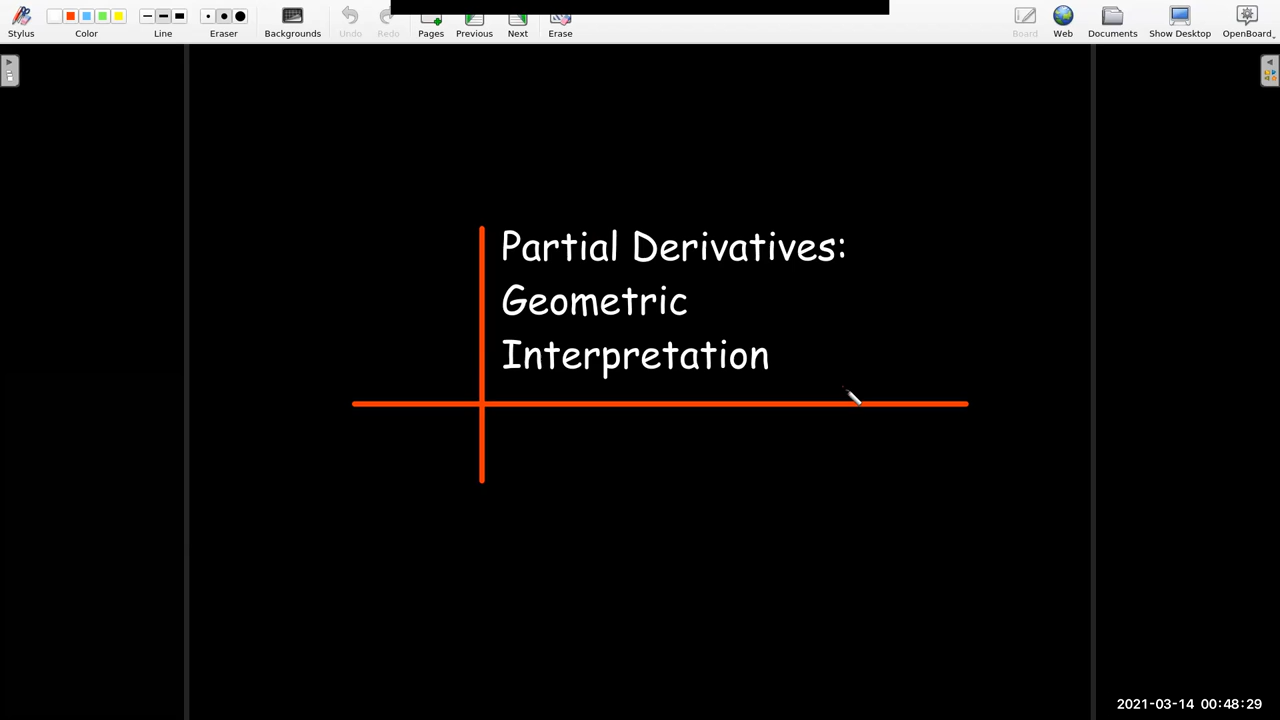 Stylus Color Line Eraser Backgrounds Undo Redo Pages Previous Next Erase Board Web Documents Show Desktop OpenBoard
Partial Derivatives:
Geometric
Interpretation
2021-03-14 00:48:29